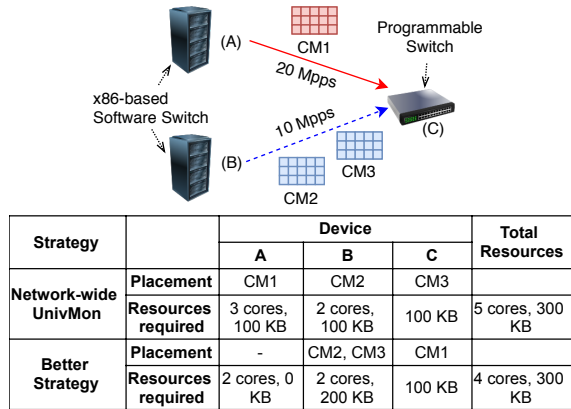 (A)
CM1
Programmable
Switch
20 Mpps
x86-based
Software Switch
10 Mpps
(C)
(B)
CM3
CM2
Strategy
Device
Total
Resources
A
B
C
Network-wide
UnivMon
Placement
CM1
CM2
CM3
Resources
required
3 cores,
100 KB
2 cores,
100 KB
100 KB
5 cores, 300
KB
Better
Strategy
Placement
-
CM2, CM3
CM1
Resources
required
2 cores, 0
KB
2 cores,
200 KB
100 KB
4 cores, 300
KB